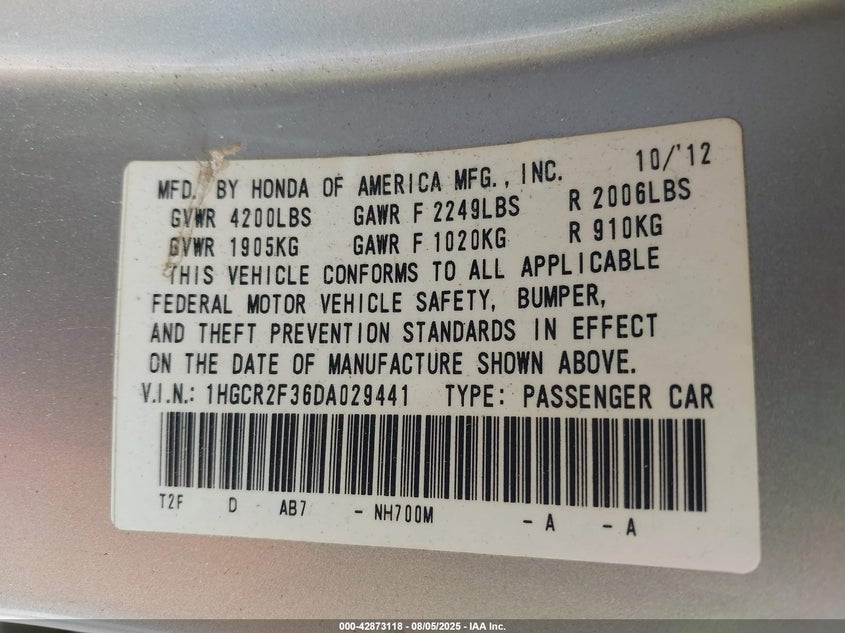 10/'12
MFD. BY HONDA OF AMERICA MFG., INC.
GVWR 4200LBS GAWR F 2249LBS R 2006LBS
GVWR 1905KG GAWR F 1020KG R 910KG
THIS VEHICLE CONFORMS TO ALL APPLICABLE
FEDERAL MOTOR VEHICLE SAFETY, BUMPER,
AND THEFT PREVENTION STANDARDS IN EFFECT
ON THE DATE OF MANUFACTURE SHOWN ABOVE.
V.I.N.: 1HGCR2F36DA029441 TYPE: PASSENGER CAR
T2F D AB7 - NH700M - A - A
000-42873118 - 08/05/2025 - IAA Inc.